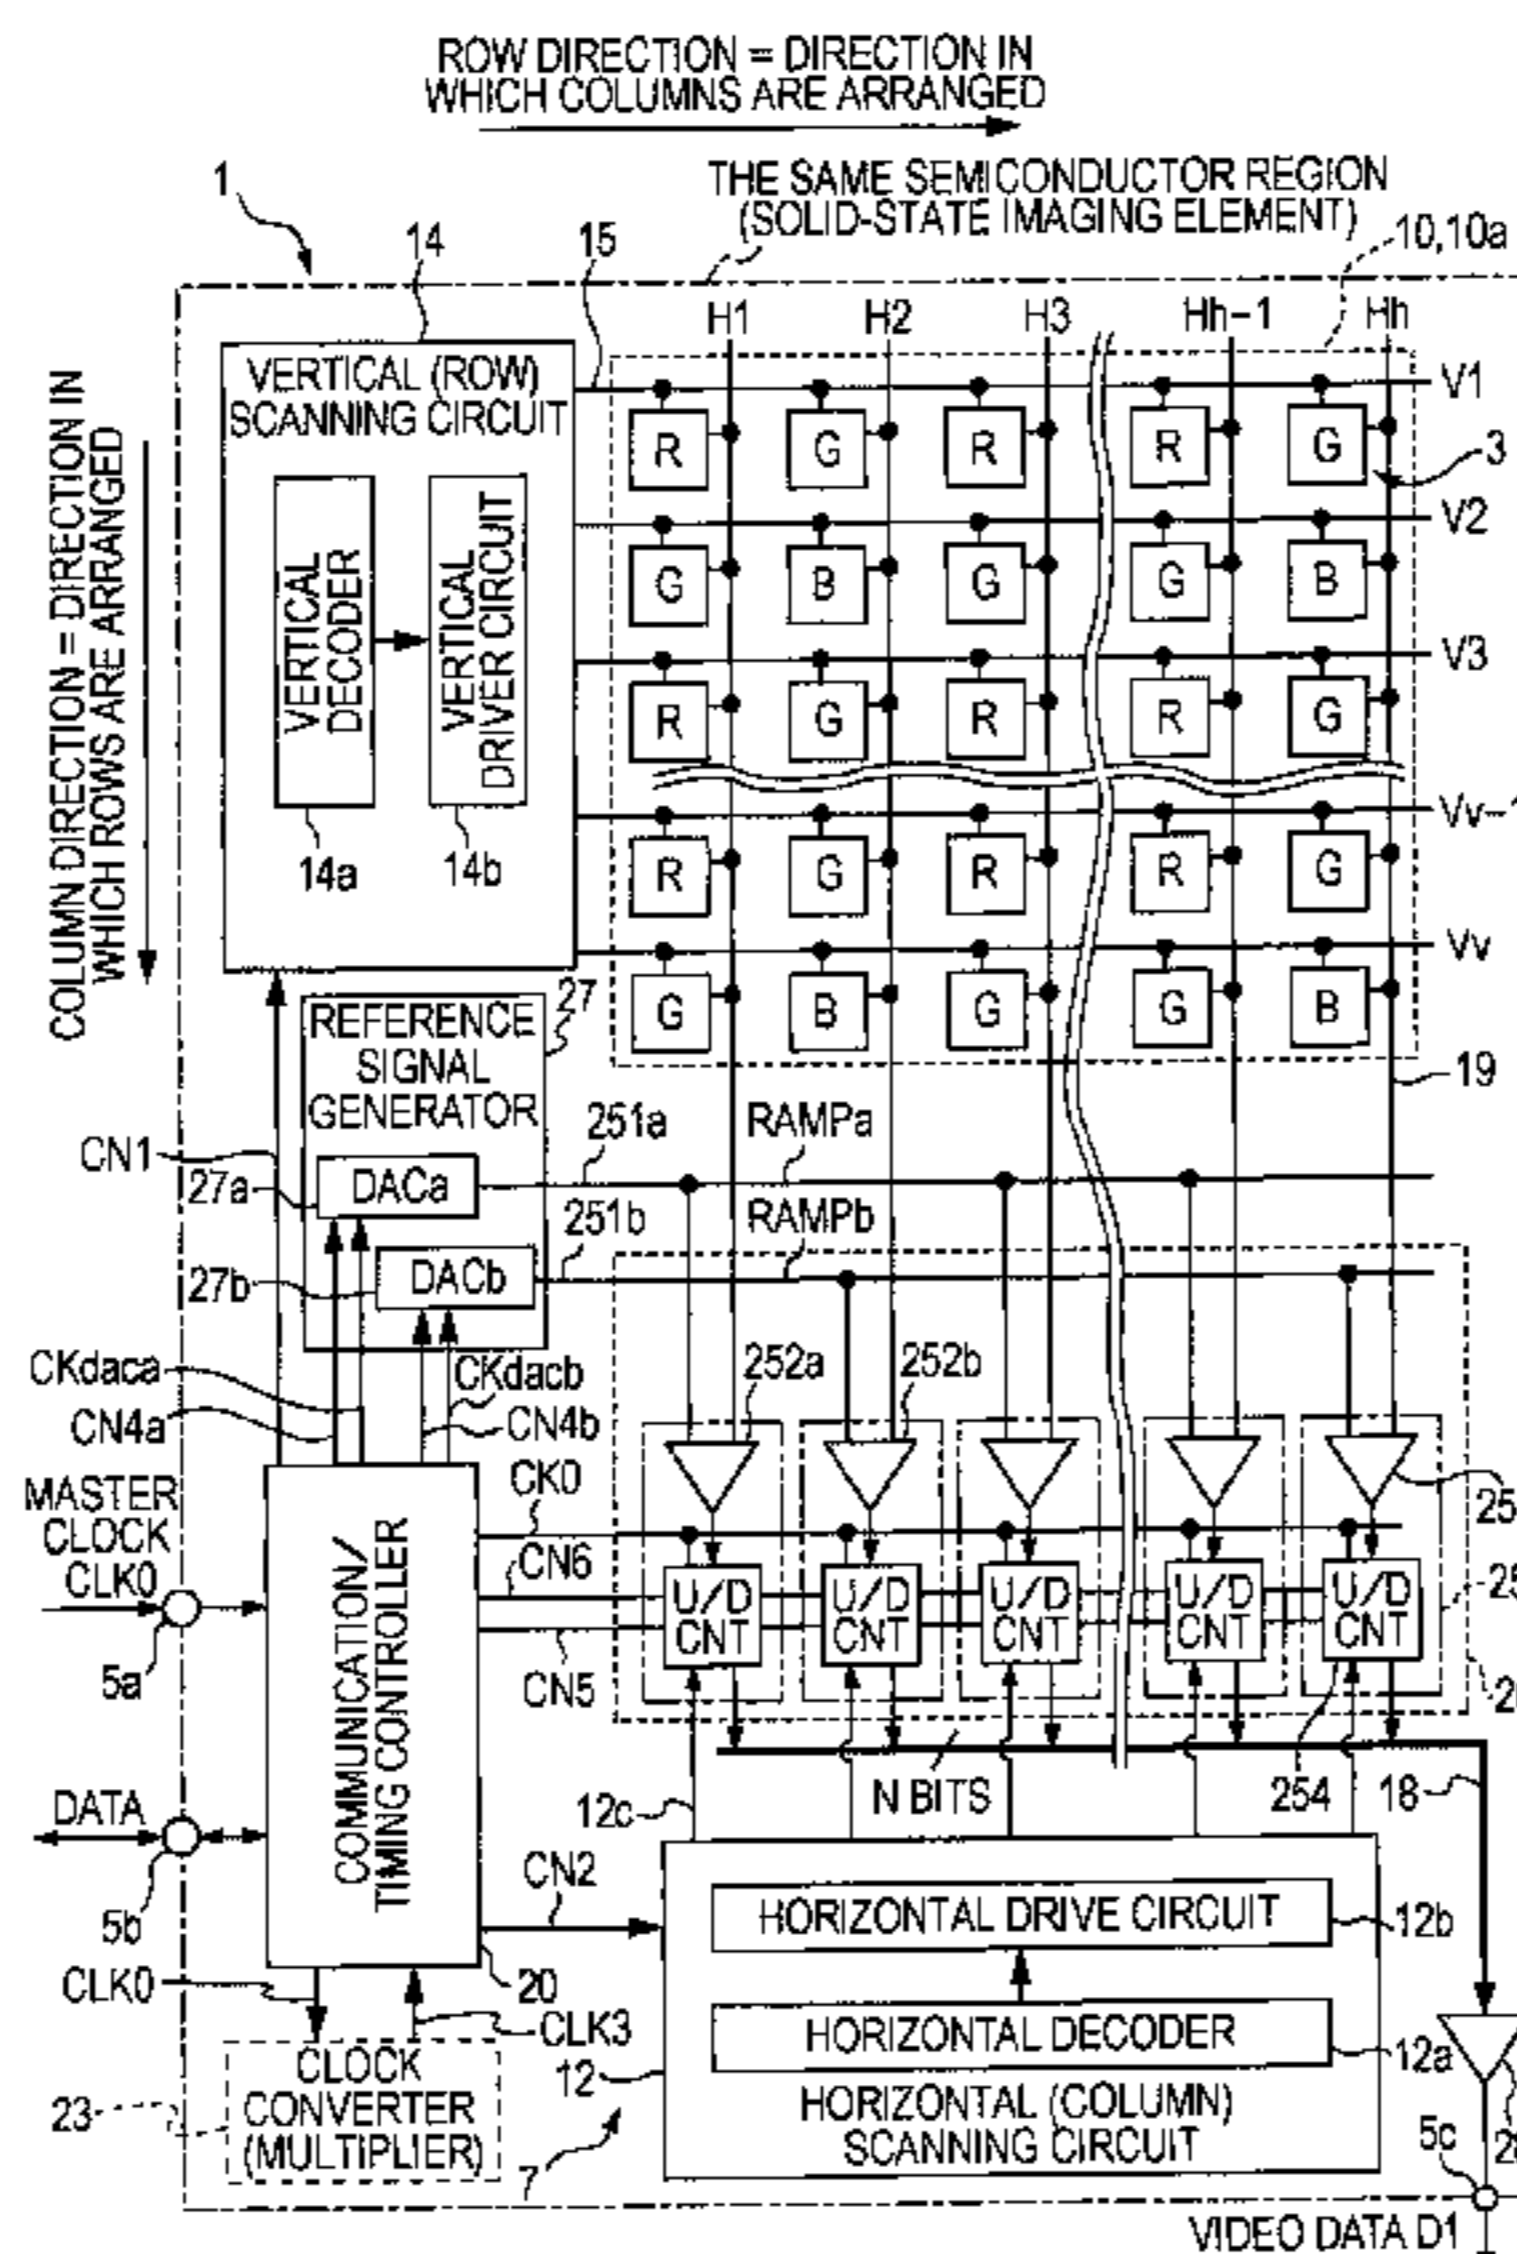 ROW DIRECTION = DIRECTION IN
WHICH COLUMNS ARE ARRANGED
THE SAME SEMICONDUCTOR REGION
(SOLID-STATE IMAGING ELEMENT)
1
14
15
10,10a
H1 H2 H3 Hh-1 Hh
COLUMN DIRECTION = DIRECTION IN
WHICH ROWS ARE ARRANGED
VERTICAL (ROW)
SCANNING CIRCUIT
VERTICAL
DECODER
VERTICAL
DRIVER CIRCUIT
14a
14b
V1
R G R R G
3
V2
G B G G B
V3
R G R R G
Vv-1
R G R R G
Vv
G B G G B
27
REFERENCE
SIGNAL
GENERATOR
19
CN1
27a
DACa
251a
RAMPa
27b
DACb
251b
RAMPb
CKdaca
CN4a
CKdacb
CN4b
252a
252b
MASTER
CLOCK
CLK0
5a
COMMUNICATION/
TIMING CONTROLLER
CK0
CN6
CN5
U/D
CNT
U/D
CNT
U/D
CNT
U/D
CNT
U/D
CNT
DATA
5b
12c
N BITS
254
18
CN2
HORIZONTAL DRIVE CIRCUIT
12b
CLK0
20
CLK3
HORIZONTAL DECODER
12a
12
HORIZONTAL (COLUMN)
SCANNING CIRCUIT
23
CLOCK
CONVERTER
(MULTIPLIER)
7
5c
VIDEO DATA D1